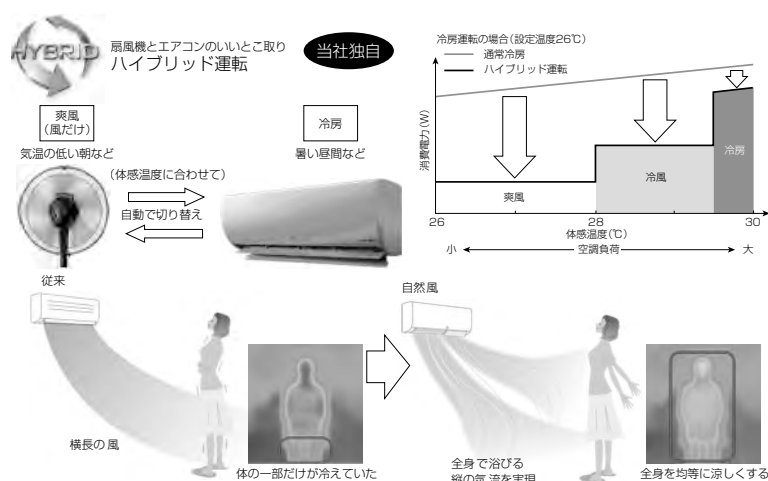 HYBRID
扇風機とエアコンのいいとこ取り
ハイブリッド運転
当社独自
爽風
(風だけ)
気温の低い朝など
冷房
暑い昼間など
(体感温度に合わせて)
自動で切り替え
冷房運転の場合(設定温度26℃)
通常冷房
ハイブリッド運転
消費電力(W)
爽風
冷風
冷房
26
28
30
体感温度(℃)
小
空調負荷
大
従来
横長の風
体の一部だけが冷えていた
自然風
全身で浴びる
縦の気流を実現
全身を均等に涼しくする